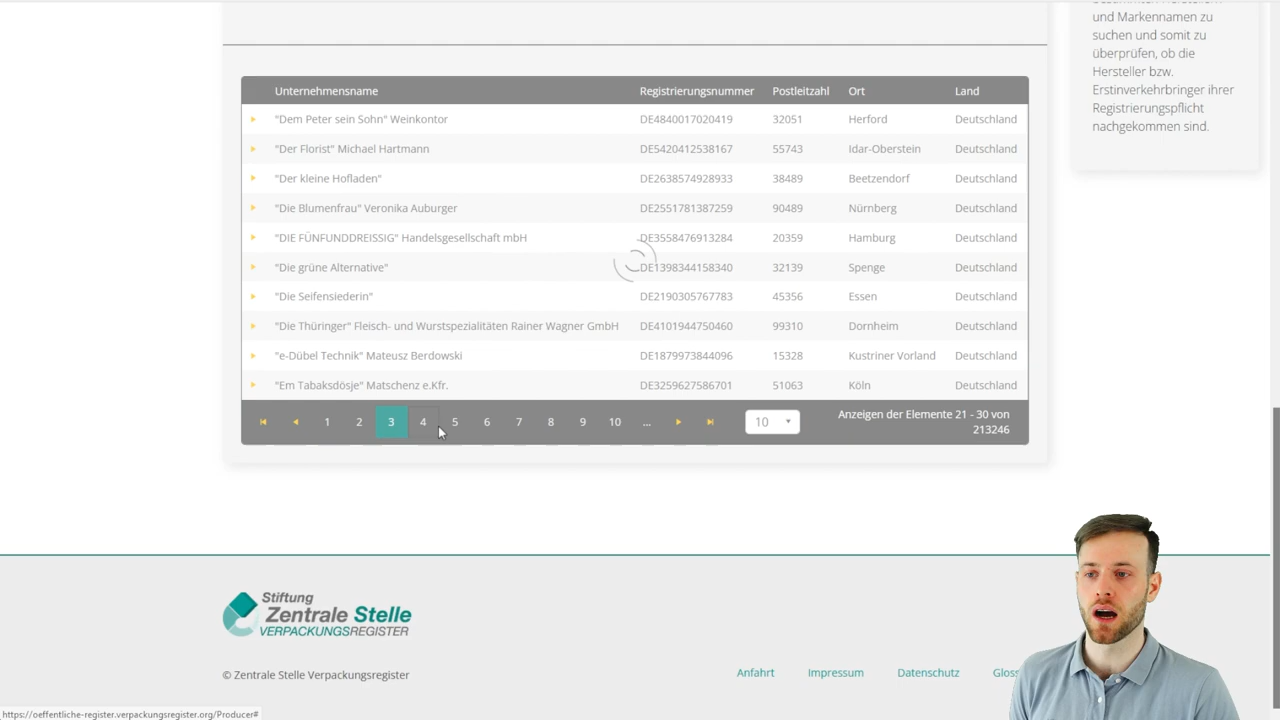 und Markennamen zu
suchen und somit zu
überprüfen, ob die
Hersteller bzw.
Erstinverkehrbringer ihrer
Registrierungspflicht
nachgekommen sind.
Unternehmensname Registrierungsnummer Postleitzahl Ort Land
"Dem Peter sein Sohn" Weinkontor DE4840017020419 32051 Herford Deutschland
"Der Florist" Michael Hartmann DE5420412538167 55743 Idar-Oberstein Deutschland
"Der kleine Hofladen" DE2638574928933 38489 Beetzendorf Deutschland
"Die Blumenfrau" Veronika Auburger DE2551781387259 90489 Nürnberg Deutschland
"DIE FÜNFUNDDREISSIG" Handelsgesellschaft mbH DE3558476913284 20359 Hamburg Deutschland
"Die grüne Alternative" DE1398344158340 32139 Spenge Deutschland
"Die Seifensiederin" DE2190305767783 45356 Essen Deutschland
"Die Thüringer" Fleisch- und Wurstspezialitäten Rainer Wagner GmbH DE4101944750460 99310 Dornheim Deutschland
"e-Dübel Technik" Mateusz Berdowski DE1879973844096 15328 Kustriner Vorland Deutschland
"Em Tabaksdösje" Matschenz e.Kfr. DE3259627586701 51063 Köln Deutschland
1 2 3 4 5 6 7 8 9 10 ... 10 Anzeigen der Elemente 21 - 30 von
213246
Stiftung
Zentrale Stelle
VERPACKUNGSREGISTER
© Zentrale Stelle Verpackungsregister Anfahrt Impressum Datenschutz Glos
https://oeffentliche-register.verpackungsregister.org/Producer#